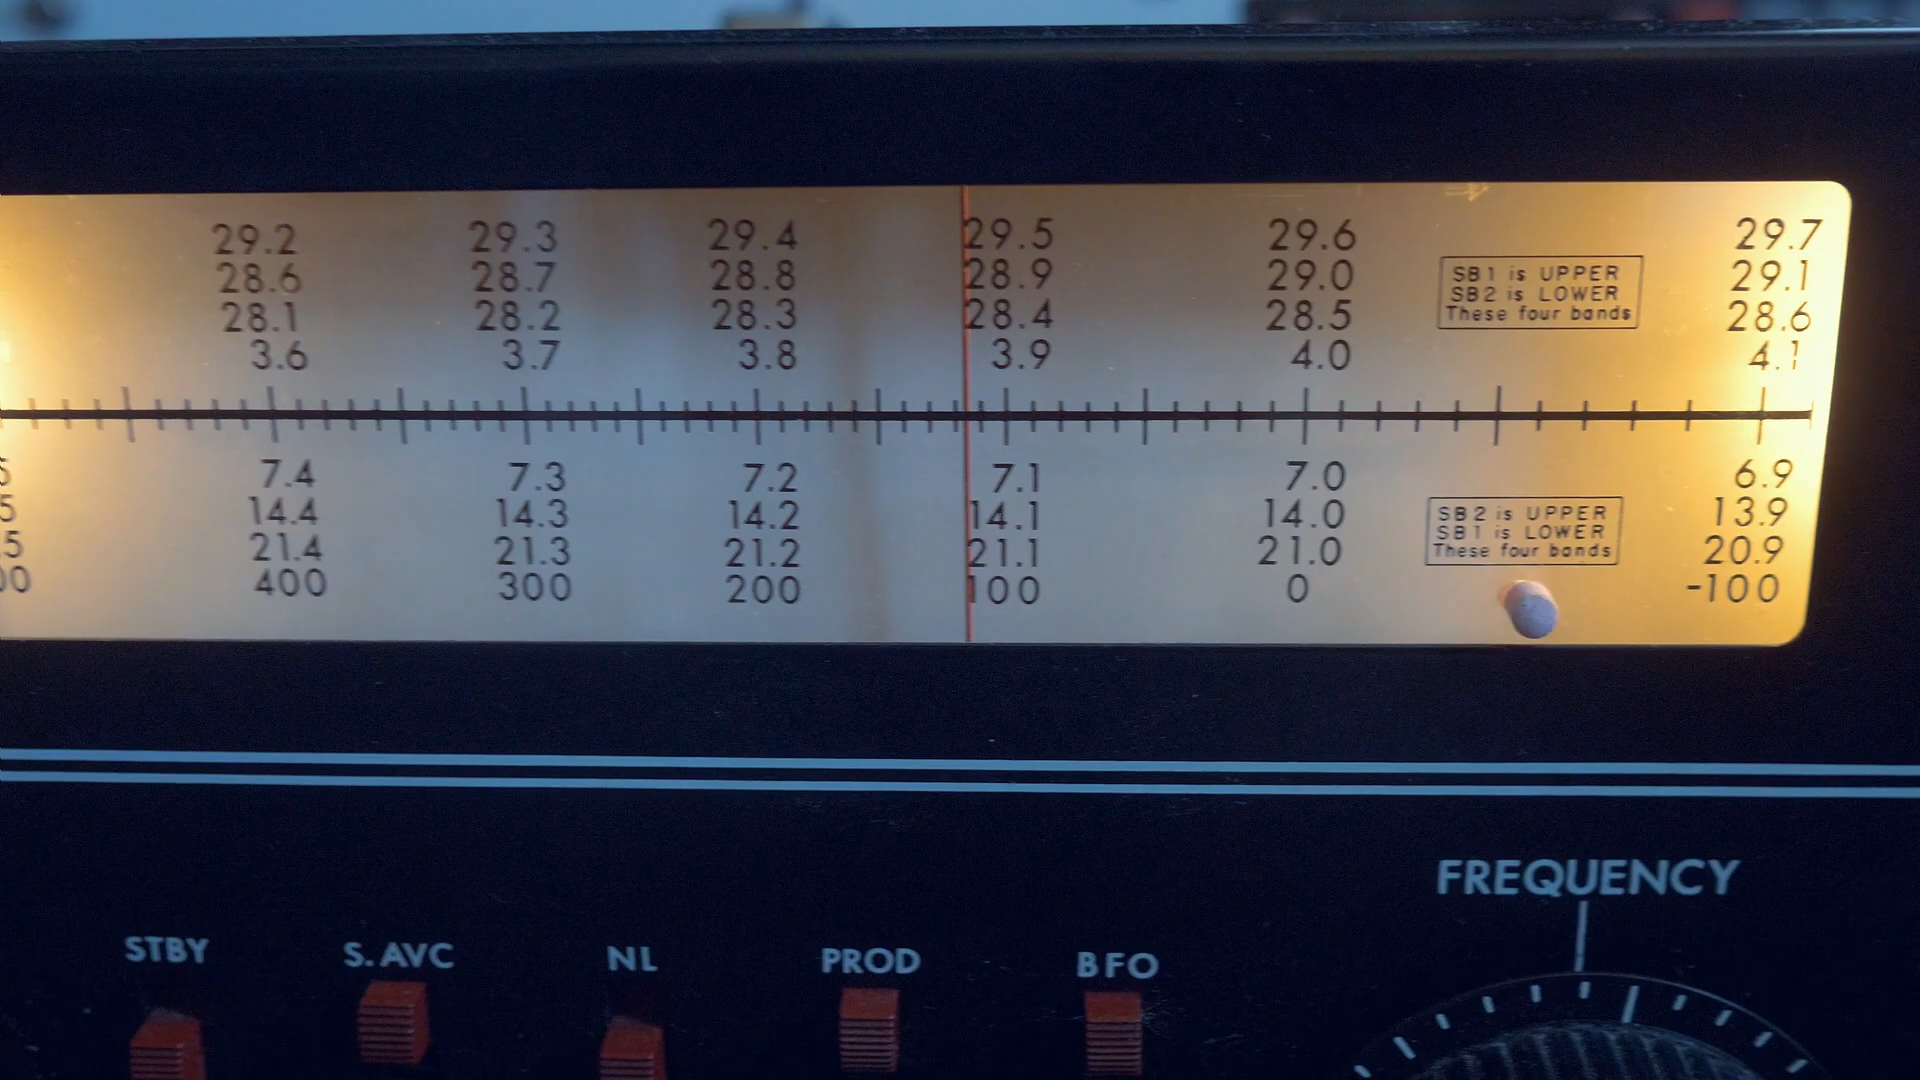 29.2 29.3 29.4 29.5 29.6 29.7
28.6 28.7 28.8 28.9 29.0 29.1
28.1 28.2 28.3 28.4 28.5 28.6
3.6 3.7 3.8 3.9 4.0 4.1
SB1 is UPPER
SB2 is LOWER
These four bands
7.4 7.3 7.2 7.1 7.0 6.9
14.4 14.3 14.2 14.1 14.0 13.9
21.4 21.3 21.2 21.1 21.0 20.9
400 300 200 100 0 -100
SB2 is UPPER
SB1 is LOWER
These four bands
FREQUENCY
STBY S.AVC NL PROD BFO